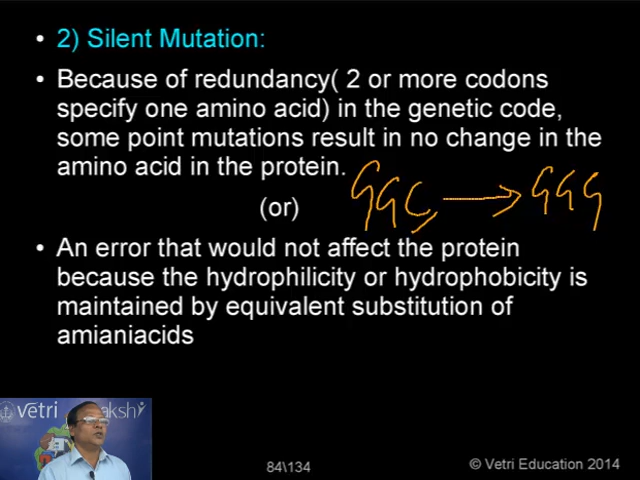 • 2) Silent Mutation:
• Because of redundancy( 2 or more codons
specify one amino acid) in the genetic code,
some point mutations result in no change in the
amino acid in the protein.
GGC → GGG
(or)
• An error that would not affect the protein
because the hydrophilicity or hydrophobicity is
maintained by equivalent substitution of
amianiacids
vetri akshi
84\134
© Vetri Education 2014